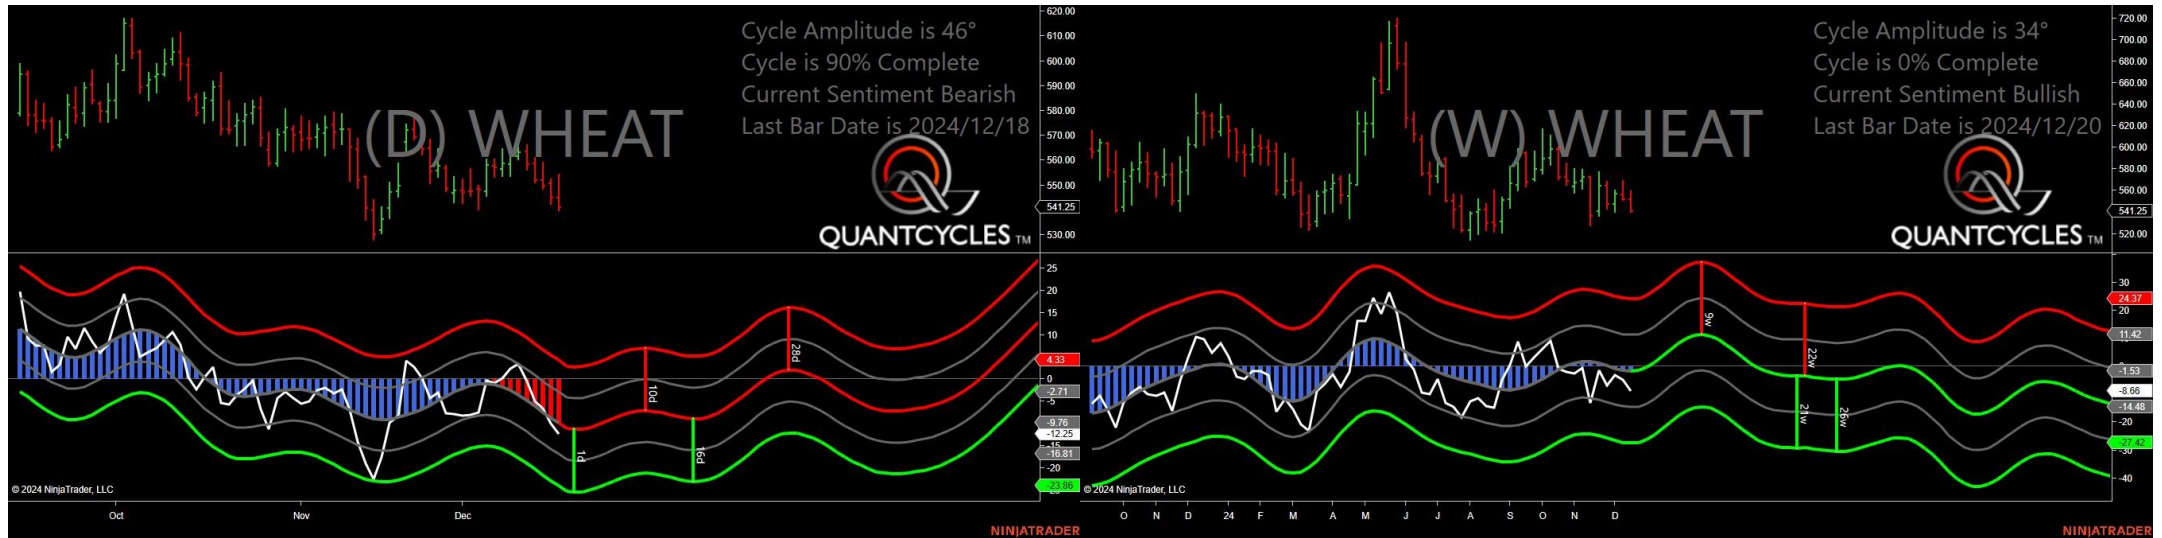 Cycle Amplitude is 46°
Cycle is 90% Complete
Current Sentiment Bearish
Last Bar Date is 2024/12/18
(D) WHEAT
QUANTCYCLES TM
620.00
610.00
600.00
590.00
580.00
570.00
560.00
550.00
541.25
530.00
25
20
15
10
4.33
0
-2.71
-5
-9.76
-12.25
-16.81
-20
-23.86
10d
28d
1d
16d
© 2024 NinjaTrader, LLC
Oct Nov Dec
NINJATRADER
Cycle Amplitude is 34°
Cycle is 0% Complete
Current Sentiment Bullish
Last Bar Date is 2024/12/20
(W) WHEAT
QUANTCYCLES TM
720.00
700.00
680.00
660.00
640.00
620.00
600.00
580.00
560.00
541.25
520.00
30
24.37
20
11.42
-1.53
-8.66
-14.48
-20
-27.42
-30
-40
9w
22w
21w
26w
© 2024 NinjaTrader, LLC
O N D 24 F M A M J J A S O N D
NINJATRADER